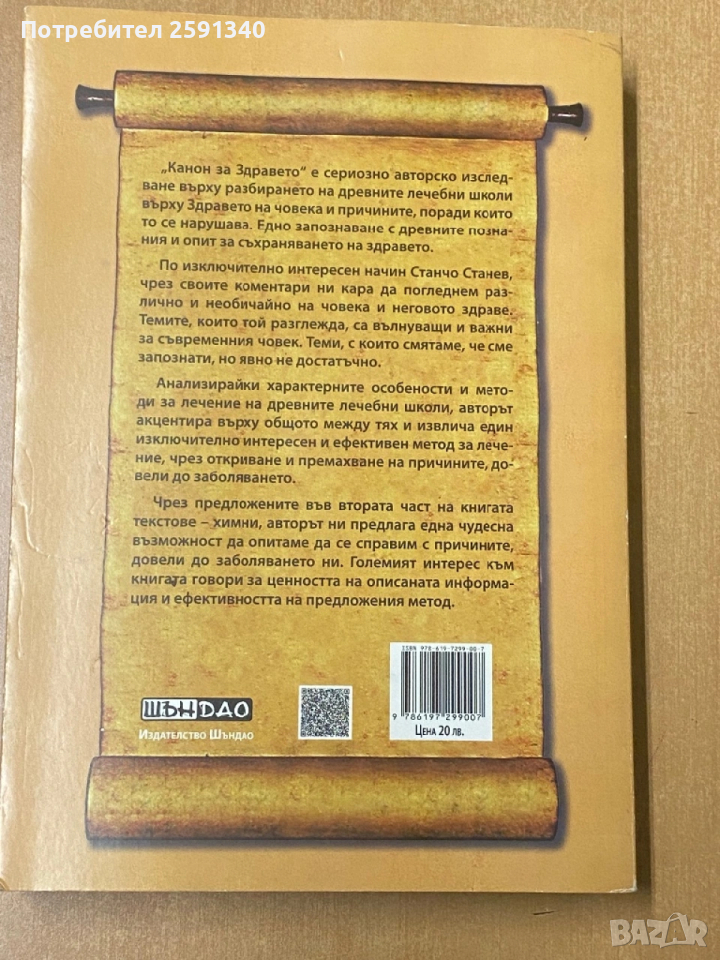 Потребител 2591340
„Канон за Здравето“ е сериозно авторско изслед-
ване върху разбирането на древните лечебни школи
върху Здравето на човека и причините, поради които
то се нарушава. Едно запознаване с древните позна-
ния и опит за съхраняването на здравето.
По изключително интересен начин Станчо Станев,
чрез своите коментари ни кара да погледнем раз-
лично и необичайно на човека и неговото здраве.
Темите, които той разглежда, са вълнуващи и важни
за съвременния човек. Теми, с които смятаме, че сме
запознати, но явно не достатъчно.
Анализирайки характерните особености и мето-
ди за лечение на древните лечебни школи, авторът
акцентира върху общото между тях и извлича един
изключително интересен и ефективен метод за лече-
ние, чрез откриване и премахване на причините, до-
вели до заболяването.
Чрез предложените във втората част на книгата
текстове – химни, авторът ни предлага една чудесна
възможност да опитаме да се справим с причините,
довели до заболяването ни. Големият интерес към
книгата говори за ценността на описаната информа-
ция и ефективността на предложения метод.
ISBN 978-619-7299-00-7
9 786197 299007
Цена 20 лв.
ШЪНДАО
Издателство Шъндао
BAZAR